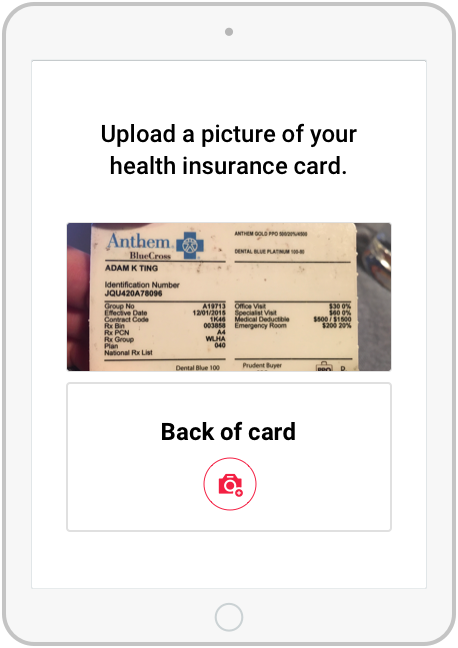 Upload a picture of your
health insurance card.
Anthem BlueCross
ANTHEM GOLD PPO 500/20%/4500
DENTAL BLUE PLATINUM 100-80
ADAM K TING
Identification Number
JQU420A78096
Group No A19713
Effective Date 12/01/2015
Contract Code 1K46
Rx Bin 003858
Rx PCN A4
Rx Group WLHA
Plan 040
National Rx List
Office Visit $30 0%
Specialist Visit $60 0%
Medical Deductible $500 / $1500
Emergency Room $200 20%
Dental Blue 100 Prudent Buyer PPO D
Back of card